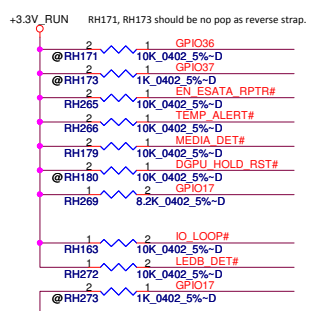 +3.3V_RUN RH171, RH173 should be no pop as reverse strap.
2 1 GPIO36
@RH171 10K_0402_5%~D
2 1 GPIO37
@RH173 1K_0402_5%~D
2 1 EN_ESATA_RPTR#
RH265 10K_0402_5%~D
2 1 TEMP_ALERT#
RH266 10K_0402_5%~D
2 1 MEDIA_DET#
RH179 10K_0402_5%~D
2 1 DGPU_HOLD_RST#
@RH180 10K_0402_5%~D
1 2 GPIO17
RH269 8.2K_0402_5%~D
1 2 IO_LOOP#
RH163 10K_0402_5%~D
1 2 LEDB_DET#
RH272 10K_0402_5%~D
2 1 GPIO17
@RH273 1K_0402_5%~D